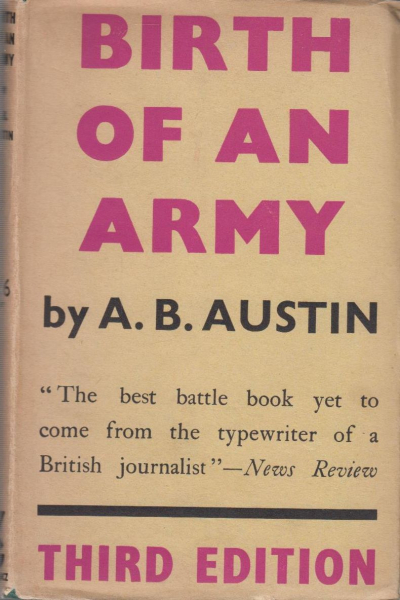 BIRTH
OF AN
ARMY
by A. B. AUSTIN
“The best battle book yet to
come from the typewriter of a
British journalist”—News Review
THIRD EDITION